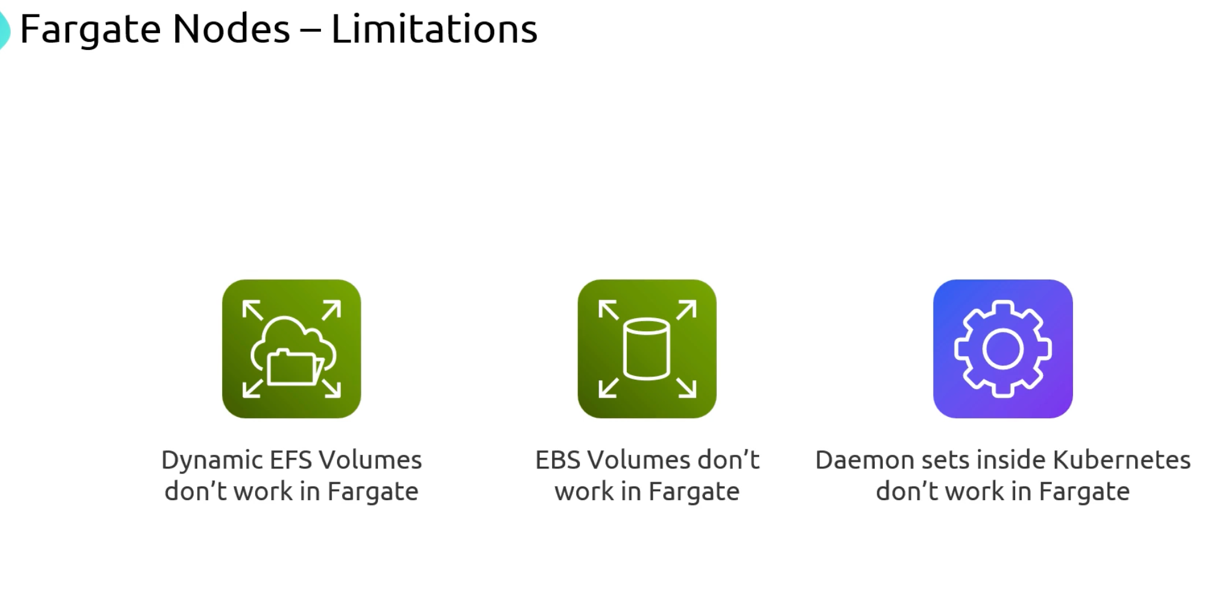 Fargate Nodes – Limitations
Dynamic EFS Volumes
don’t work in Fargate
EBS Volumes don’t
work in Fargate
Daemon sets inside Kubernetes
don’t work in Fargate